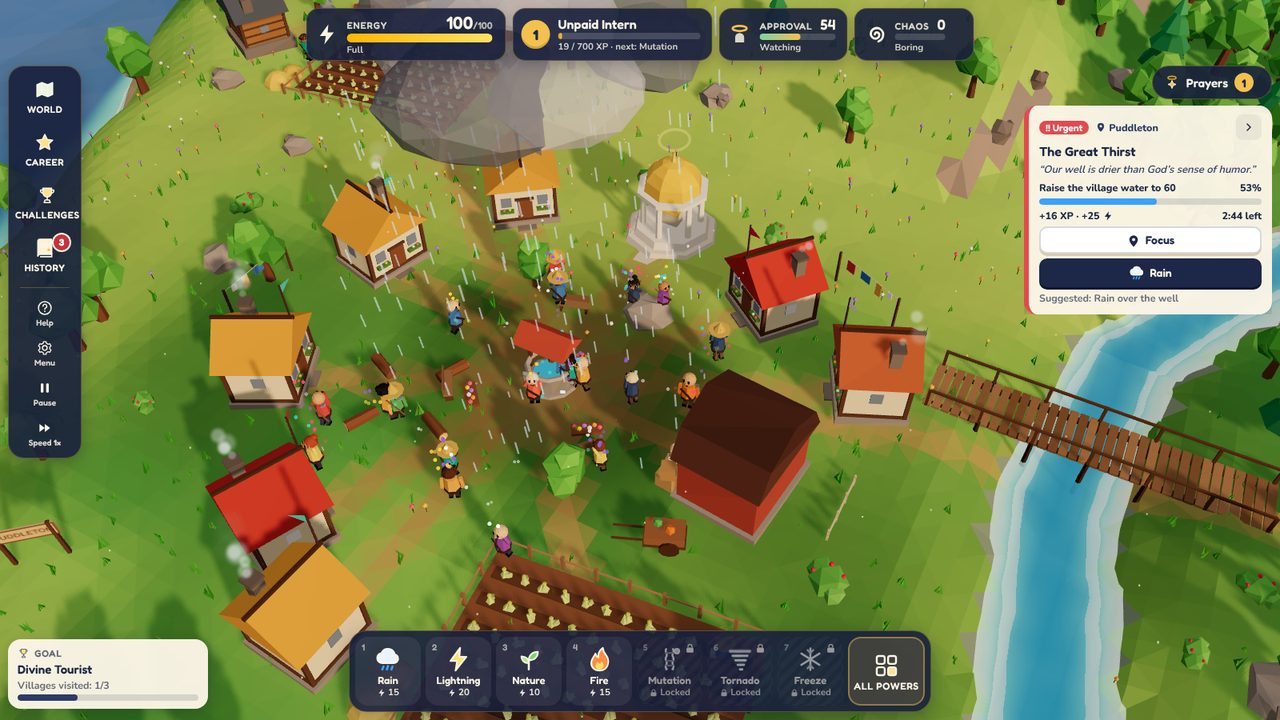 ENERGY 100/100
Full
1
Unpaid Intern
19 / 700 XP · next: Mutation
APPROVAL 54
Watching
CHAOS 0
Boring
WORLD
CAREER
CHALLENGES
3
HISTORY
Help
Menu
Pause
Speed 1x
Prayers 1
!! Urgent Puddleton
The Great Thirst
“Our well is drier than God’s sense of humor.”
Raise the village water to 60 53%
+16 XP · +25 2:44 left
Focus
Rain
Suggested: Rain over the well
GOAL
Divine Tourist
Villages visited: 1/3
1 Rain 15
2 Lightning 20
3 Nature 10
4 Fire 15
5 Mutation Locked
6 Tornado Locked
7 Freeze Locked
ALL POWERS